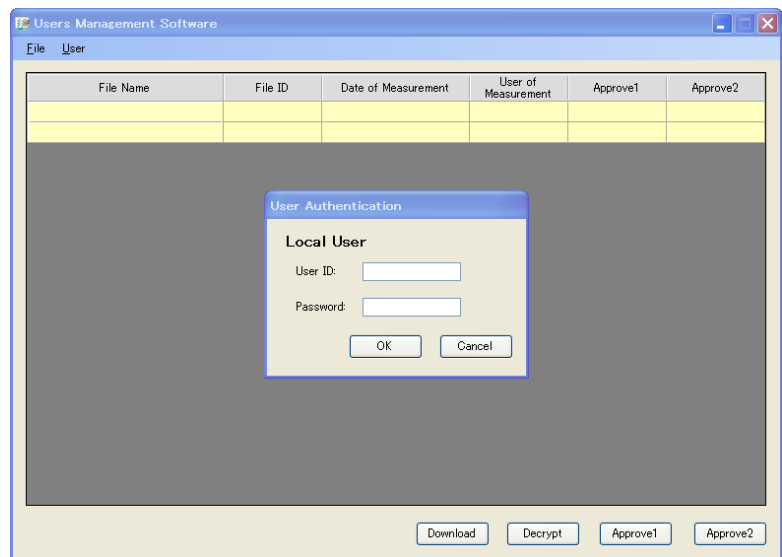 Users Management Software
File User
File Name File ID Date of Measurement User of Measurement Approve1 Approve2
User Authentication
Local User
User ID:
Password:
OK Cancel
Download Decrypt Approve1 Approve2